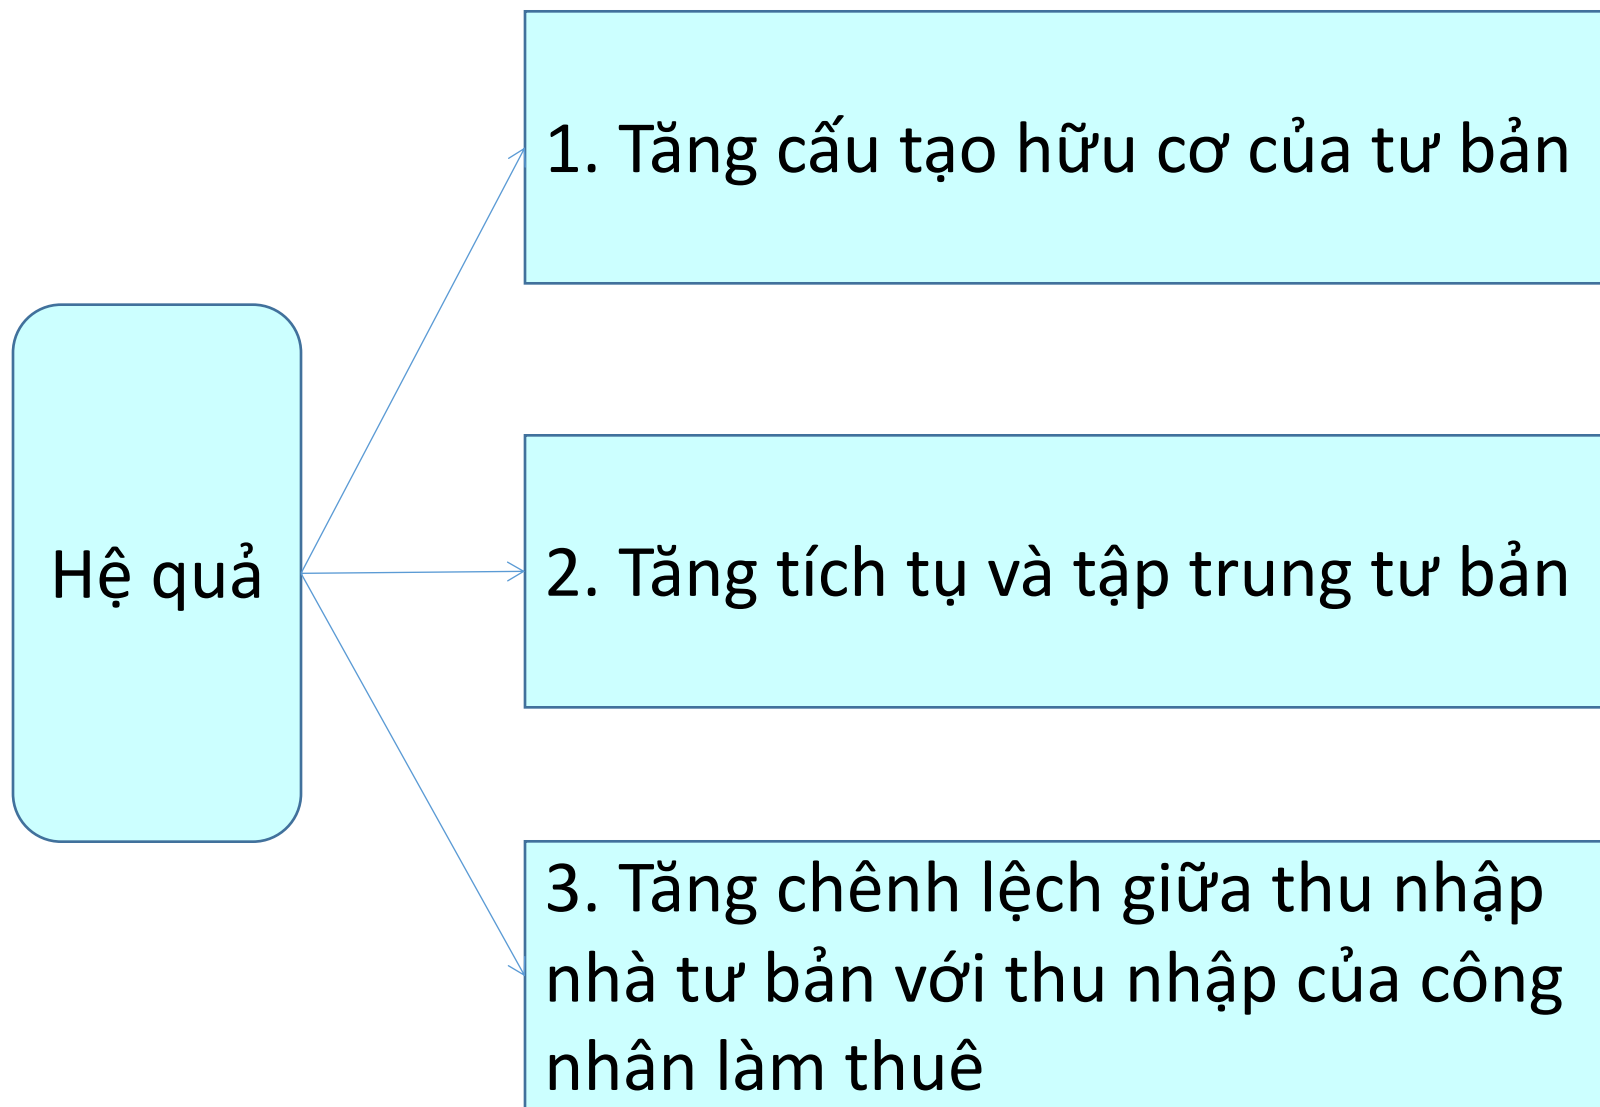 1. Tăng cấu tạo hữu cơ của tư bản
Hệ quả
2. Tăng tích tụ và tập trung tư bản
3. Tăng chênh lệch giữa thu nhập
nhà tư bản với thu nhập của công
nhân làm thuê